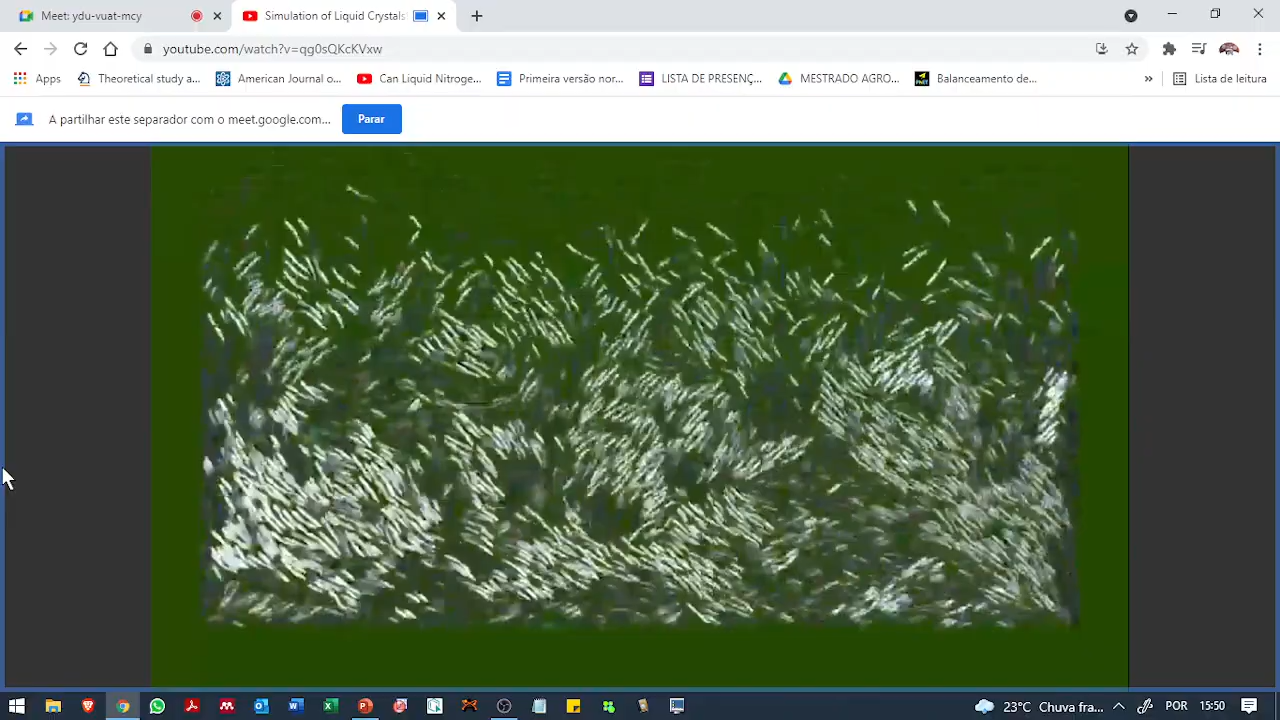 Meet: ydu-vuat-mcy
Simulation of Liquid Crystals
youtube.com/watch?v=qg0sQKcKVxw
Apps
Theoretical study a...
American Journal o...
Can Liquid Nitroge...
Primeira versão nor...
LISTA DE PRESENÇ...
MESTRADO AGRO...
Balanceamento de...
»
Lista de leitura
A partilhar este separador com o meet.google.com...
Parar
23°C Chuva fra...
POR
15:50